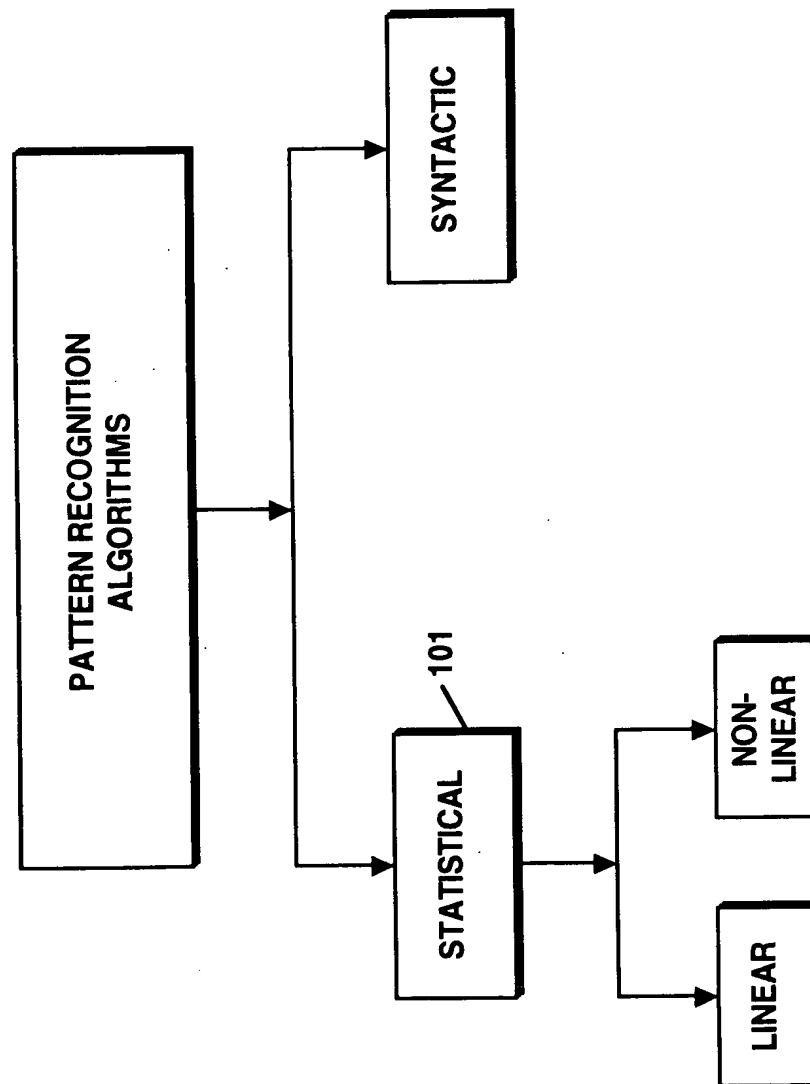 PATTERN RECOGNITION
ALGORITHMS
STATISTICAL
101
SYNTACTIC
LINEAR
NON-
LINEAR